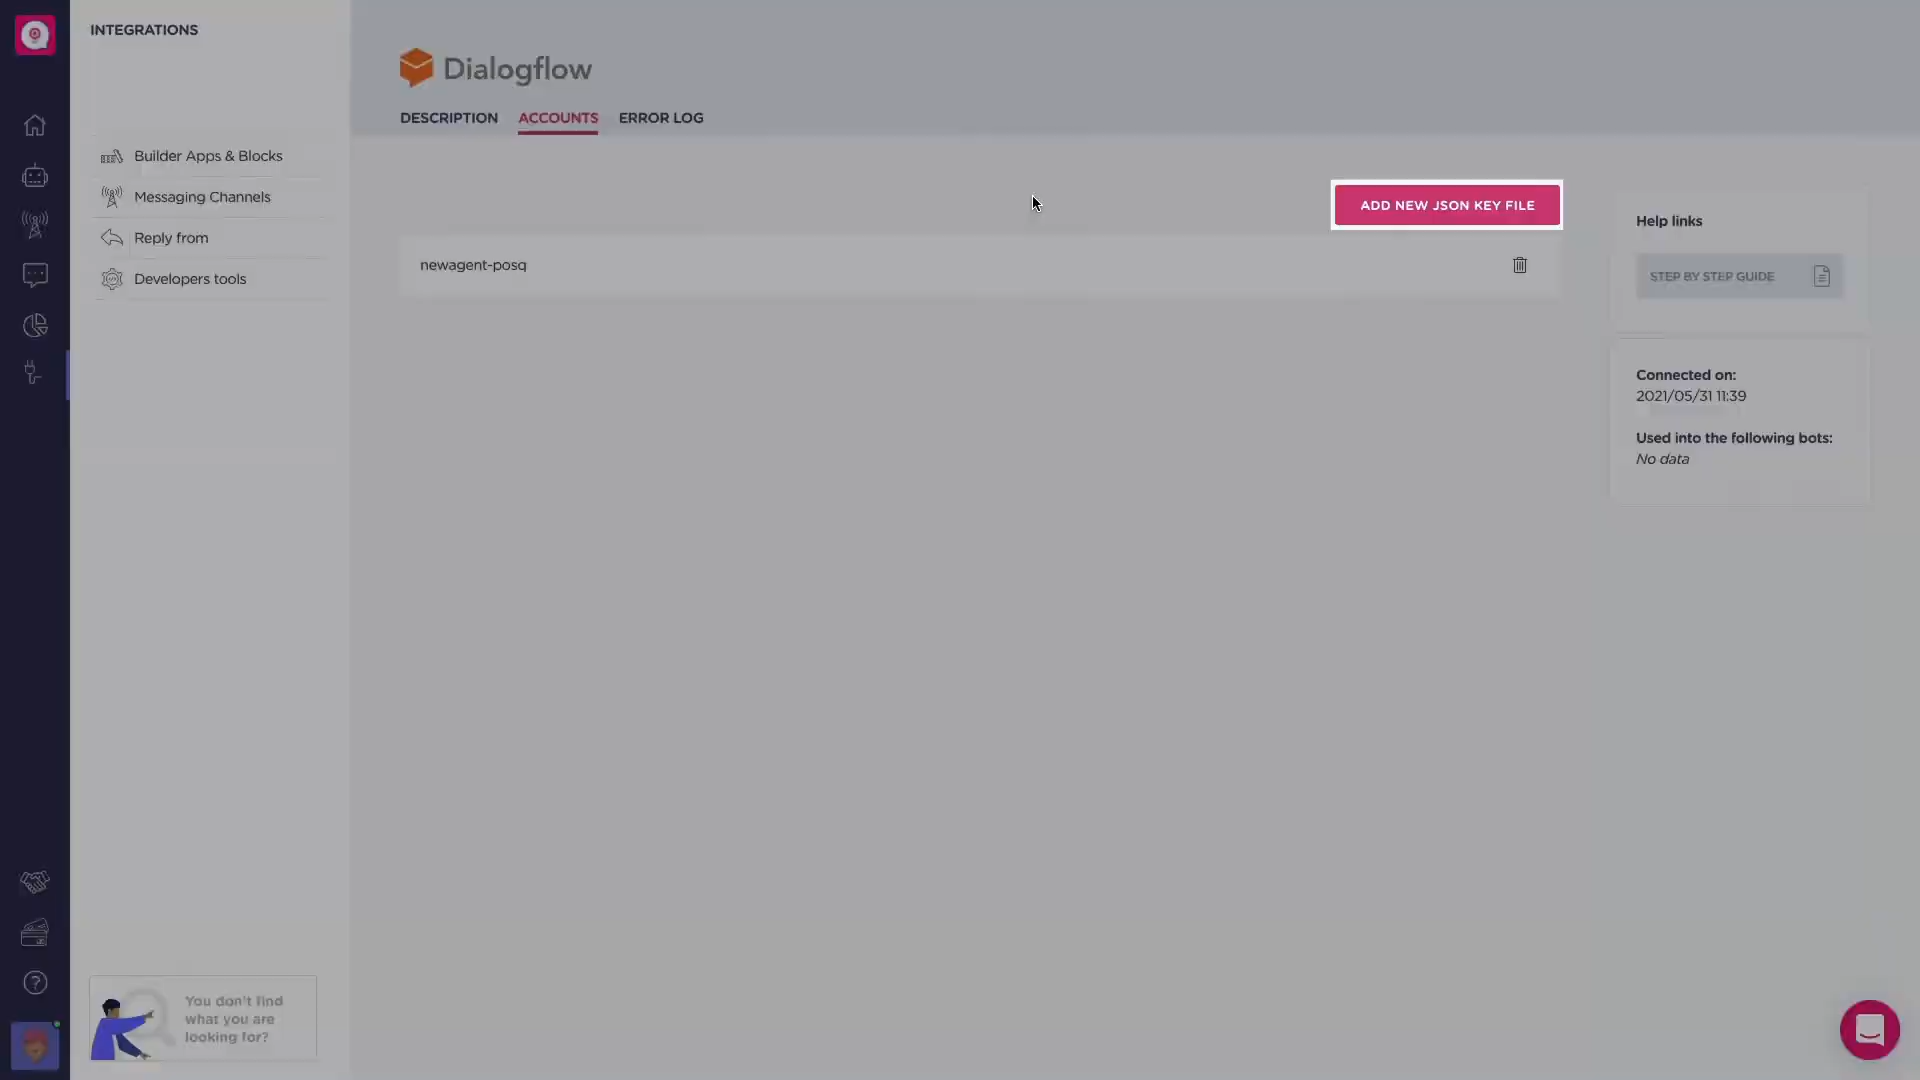 INTEGRATIONS
Builder Apps & Blocks
Messaging Channels
Reply from
Developers tools
You don't find
what you are
looking for?
Dialogflow
DESCRIPTION
ACCOUNTS
ERROR LOG
ADD NEW JSON KEY FILE
newagent-posq
Help links
STEP BY STEP GUIDE
Connected on:
2021/05/31 11:39
Used into the following bots:
No data